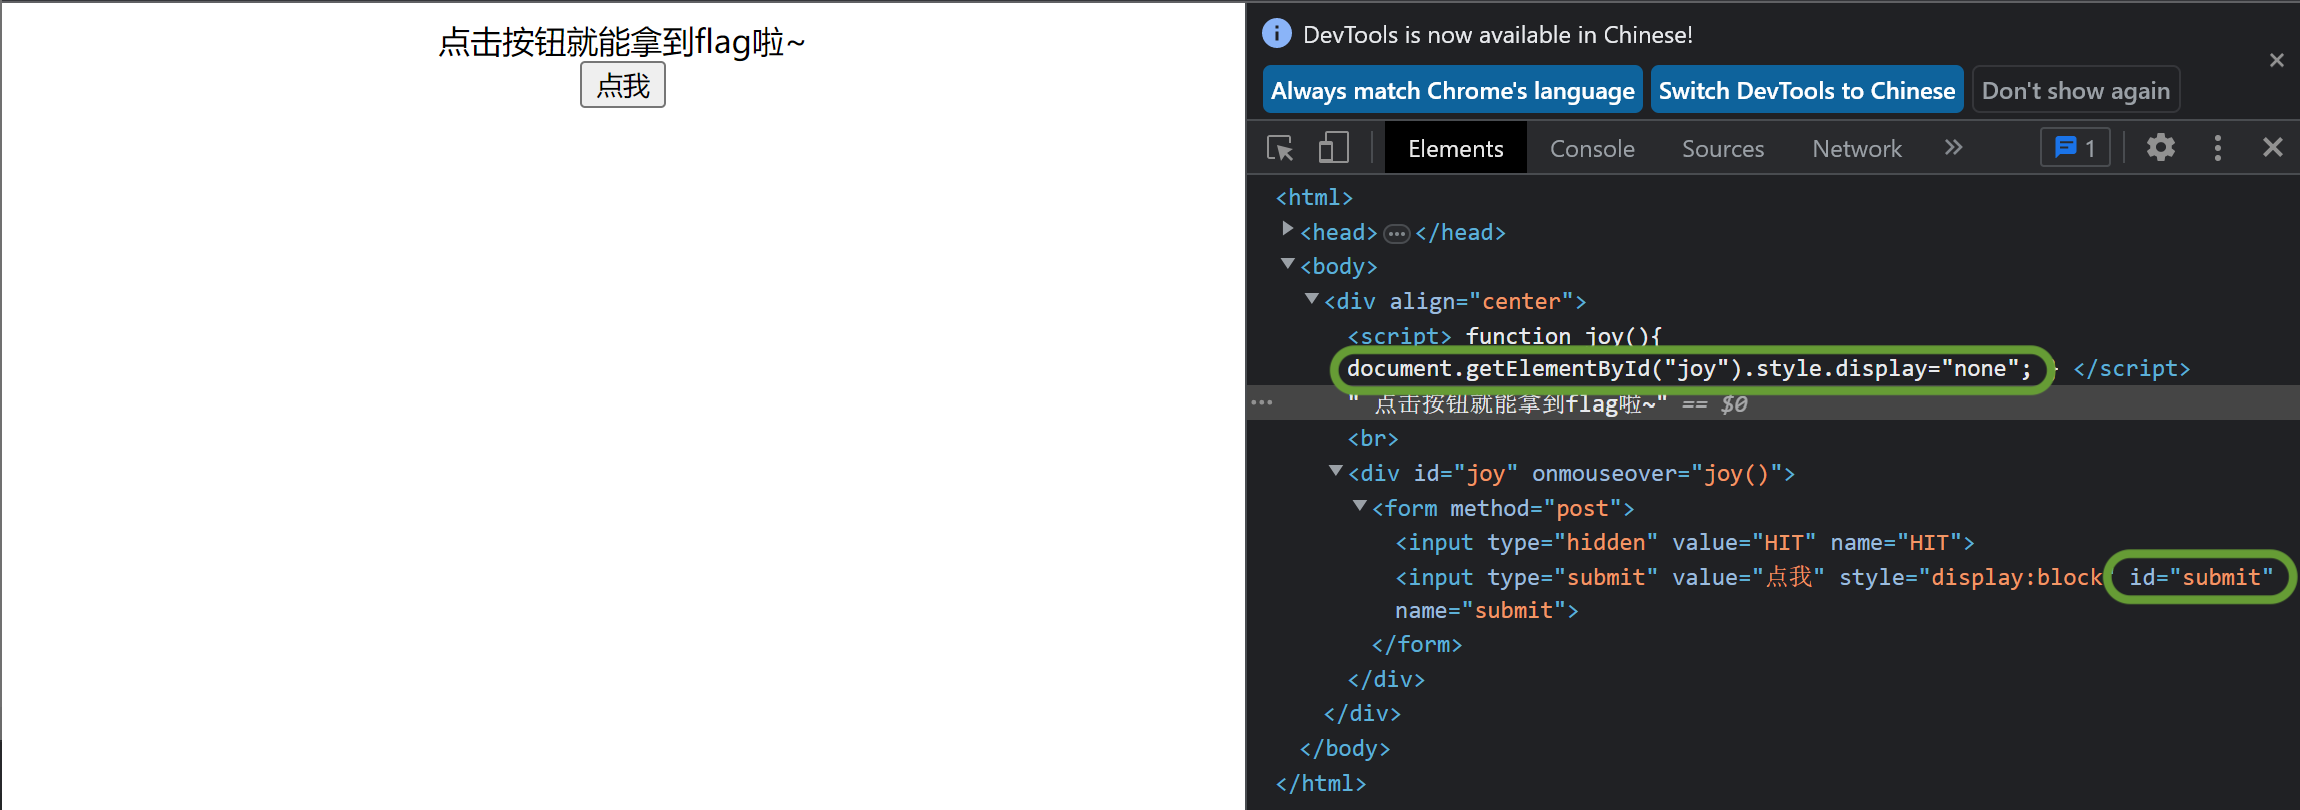 点击按钮就能拿到flag啦~
点我
DevTools is now available in Chinese!
Always match Chrome's language
Switch DevTools to Chinese
Don't show again
Elements
Console
Sources
Network
1
<html>
<head>…</head>
<body>
<div align="center">
<script> function joy(){
document.getElementById("joy").style.display="none"; } </script>
" 点击按钮就能拿到flag啦~" == $0
<br>
<div id="joy" onmouseover="joy()">
<form method="post">
<input type="hidden" value="HIT" name="HIT">
<input type="submit" value="点我" style="display:block" id="submit"
name="submit">
</form>
</div>
</div>
</body>
</html>